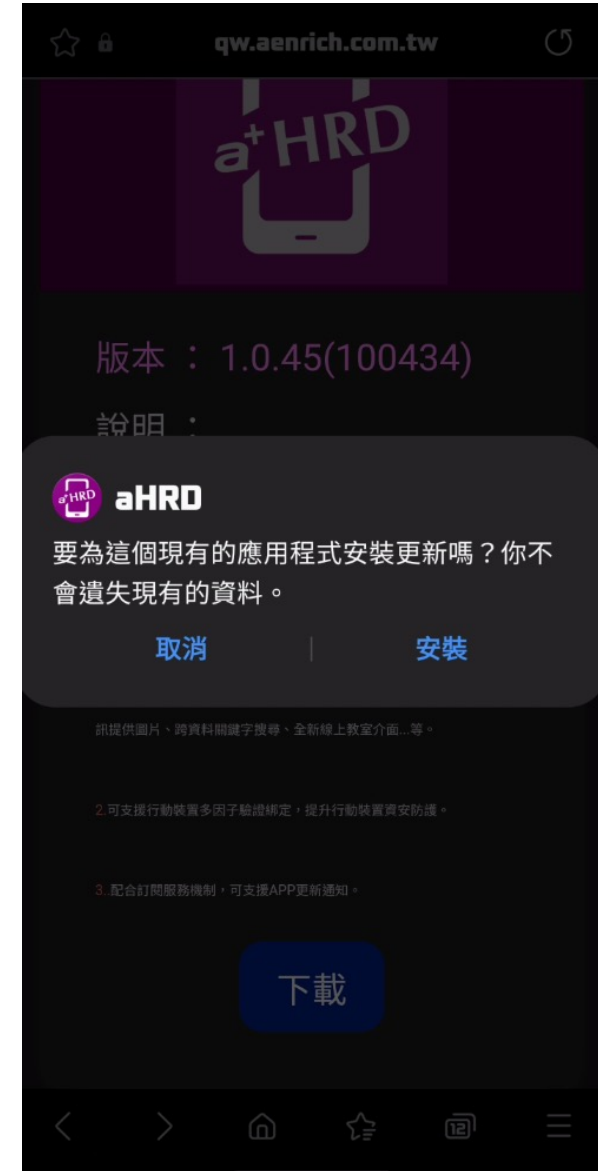 qw.aenrich.com.tw
a+HRD
版本 ： 1.0.45(100434)
說明 ：
a+HRD
aHRD
要為這個現有的應用程式安裝更新嗎？你不
會遺失現有的資料。
取消
安裝
訊提供圖片、跨資料關鍵字搜尋、全新線上教室介面...等。
2.可支援行動裝置多因子驗證綁定，提升行動裝置資安防護。
3..配合訂閱服務機制，可支援APP更新通知。
下載
12